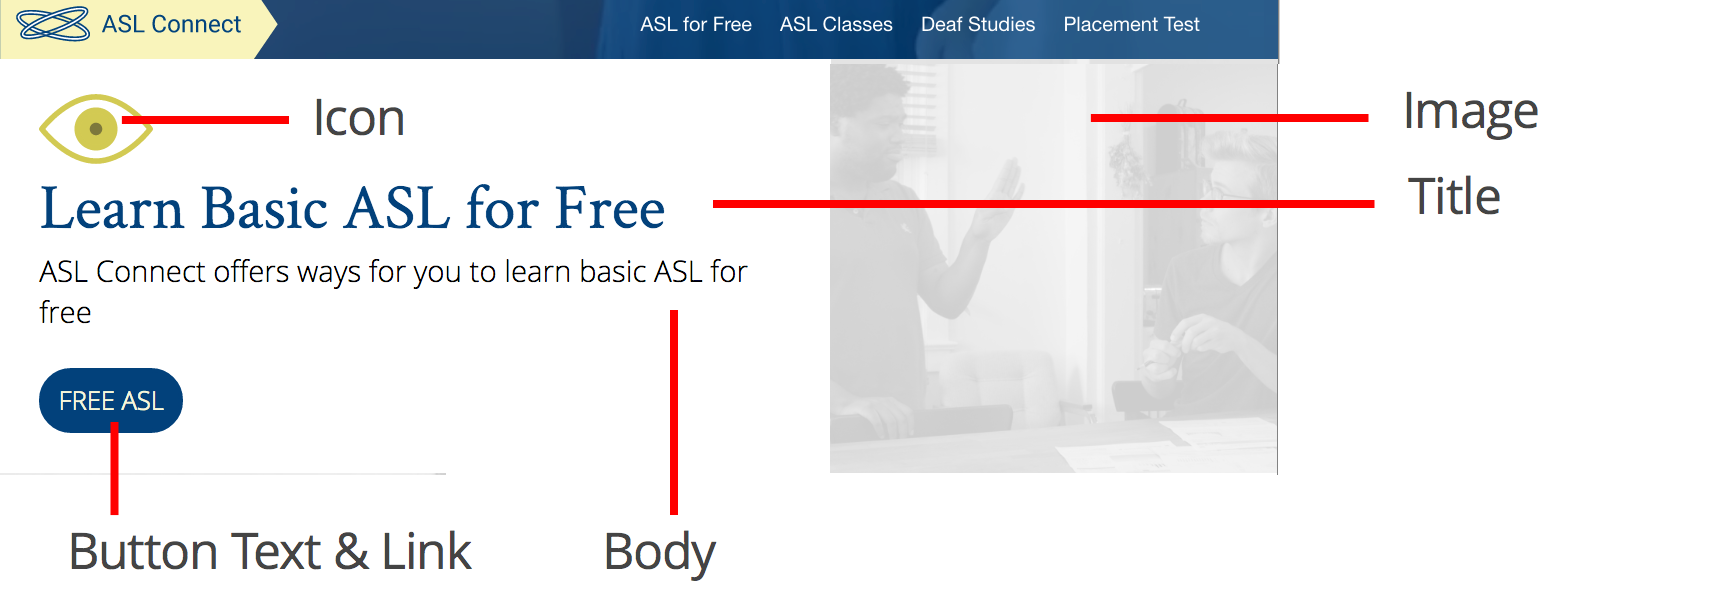 ASL Connect
ASL for Free ASL Classes Deaf Studies Placement Test
Icon
Image
Title
Learn Basic ASL for Free
ASL Connect offers ways for you to learn basic ASL for
free
FREE ASL
Button Text & Link
Body